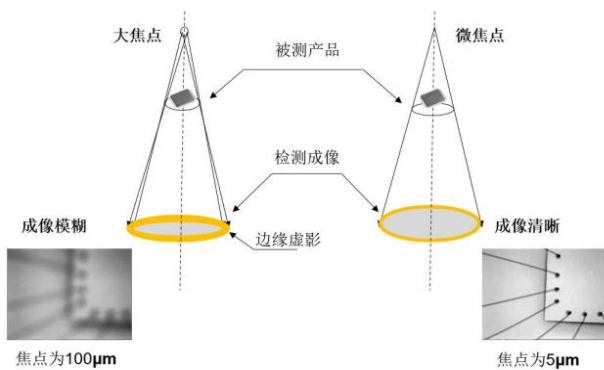 大焦点
微焦点
被测产品
检测成像
成像模糊
成像清晰
边缘虚影
焦点为100μm
焦点为5μm